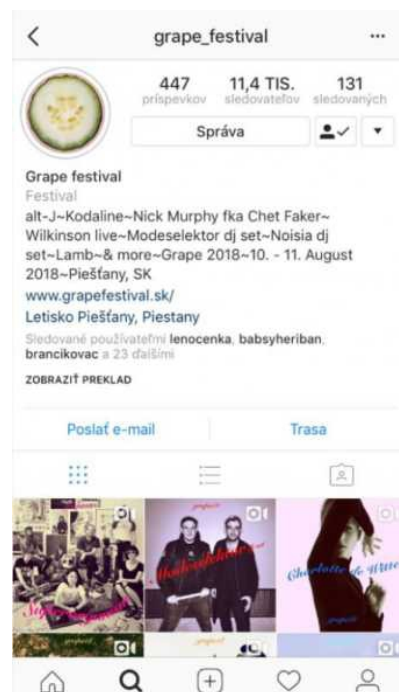 grape_festival
447 11,4 TIS. 131
príspevkov sledovateľov sledovaných
Správa
Grape festival
Festival
alt-J~Kodaline~Nick Murphy fka Chet Faker~
Wilkinson live~Modeselektor dj set~Noisia dj
set~Lamb~& more~Grape 2018~10. - 11. August
2018~Piešťany, SK
www.grapefestival.sk/
Letisko Piešťany, Piestany
Sledované používateľmi lenocenka, babsyheriban,
brancikovac a 23 ďalšími
ZOBRAZIŤ PREKLAD
Poslať e-mail Trasa
Superorganism
Modeselektor
Charlotte de Witte